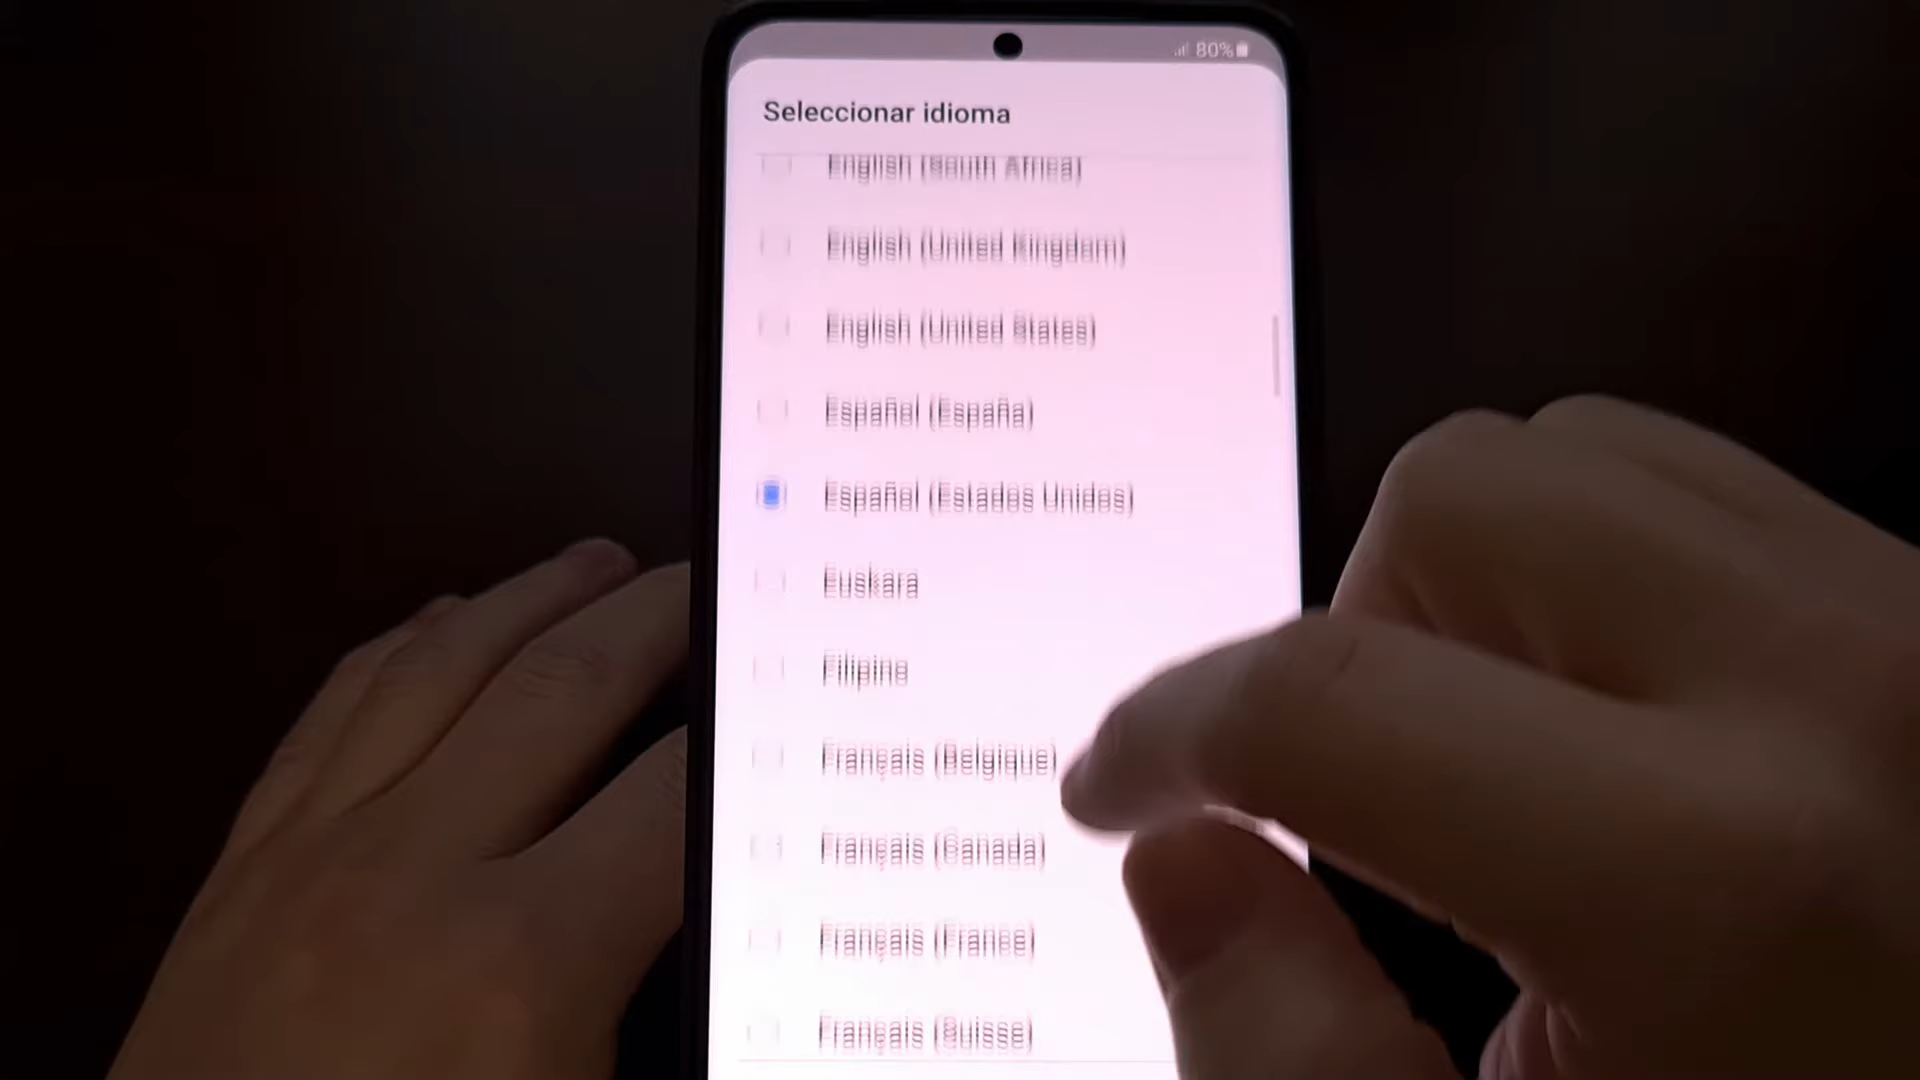 80%
Seleccionar idioma
English (South Africa)
English (United Kingdom)
English (United States)
Español (España)
Español (Estados Unidos)
Euskara
Filipino
Français (Belgique)
Français (Canada)
Français (France)
Français (Suisse)